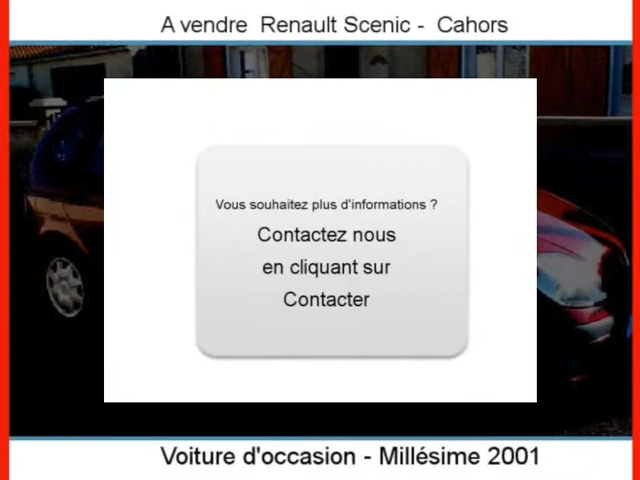 A vendre Renault Scenic - Cahors
Vous souhaitez plus d'informations ?
Contactez nous
en cliquant sur
Contacter
Voiture d'occasion - Millésime 2001